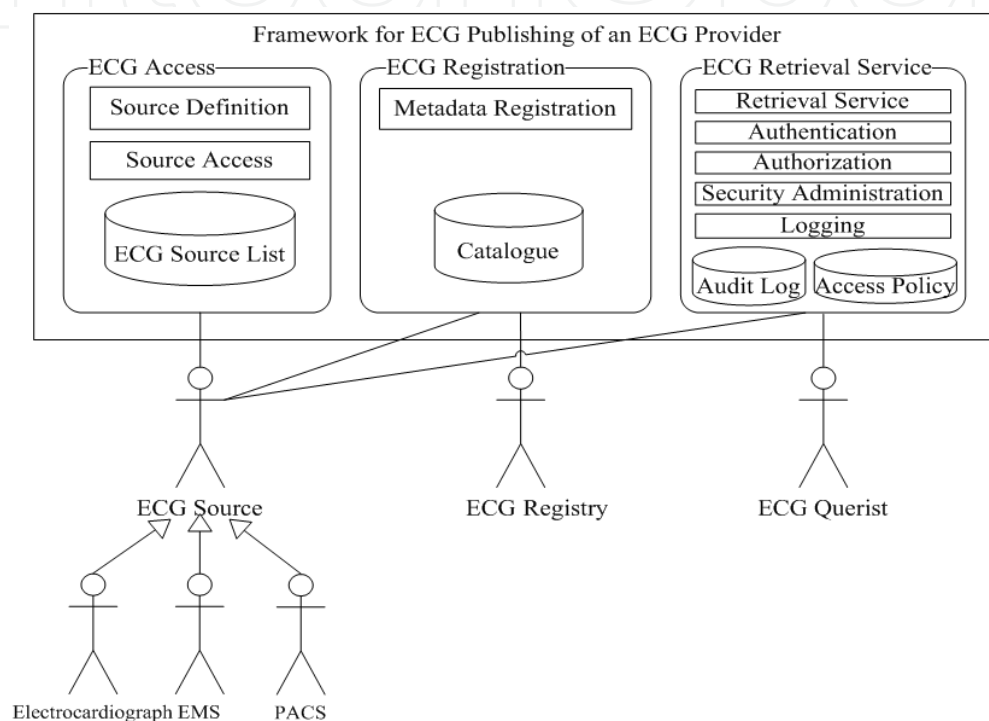 Framework for ECG Publishing of an ECG Provider
ECG Access
Source Definition
Source Access
ECG Source List
ECG Registration
Metadata Registration
Catalogue
ECG Retrieval Service
Retrieval Service
Authentication
Authorization
Security Administration
Logging
Audit Log
Access Policy
ECG Source
ECG Registry
ECG Querist
Electrocardiograph
EMS
PACS